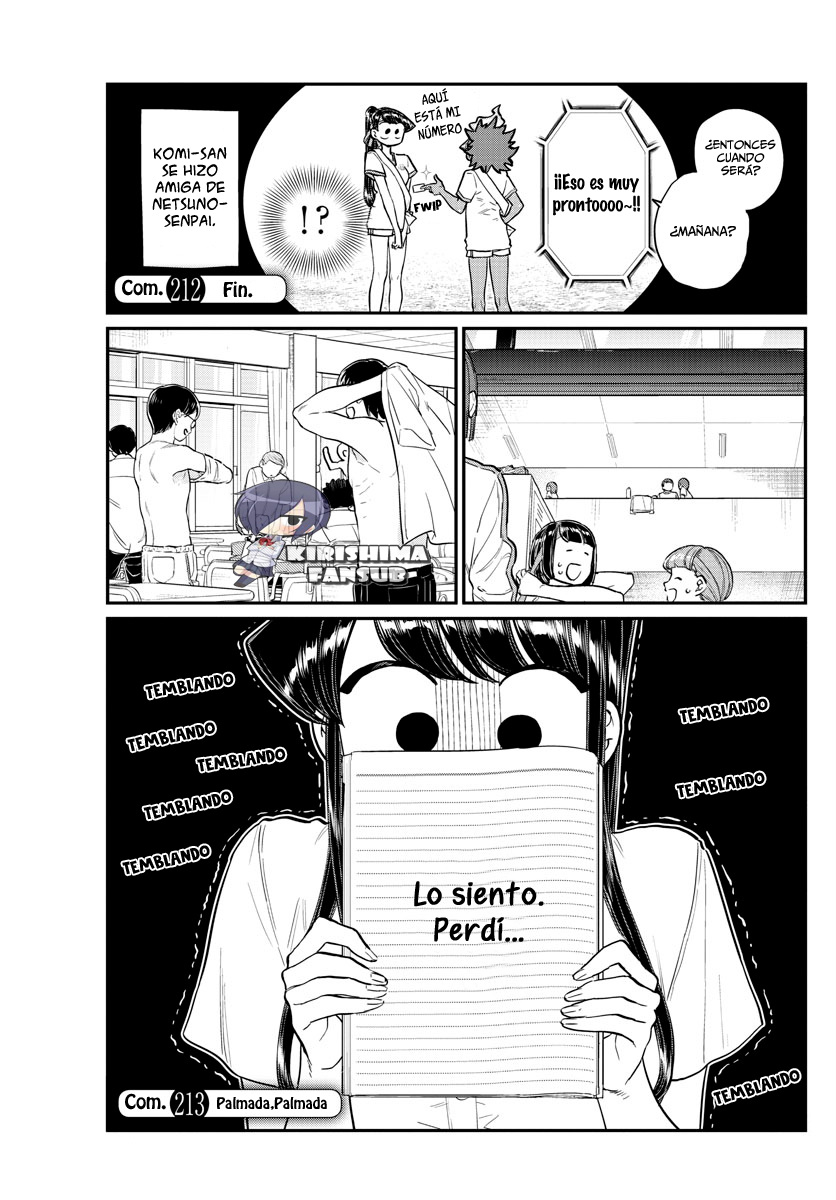 ¿ENTONCES
CUANDO
SERÁ?
¿MAÑANA?
¡¡Eso es muy
prontoooo~!!
AQUÍ
ESTÁ MI
NÚMERO
FWIP
!?
KOMI-SAN
SE HIZO
AMIGA DE
NETSUNO-
SENPAI.
Com. 212 Fin.
KIRISHIMA
FANSUB
TEMBLANDO
TEMBLANDO
TEMBLANDO
TEMBLANDO
TEMBLANDO
TEMBLANDO
TEMBLANDO
Lo siento.
Perdí...
TEMBLANDO
Com. 213 Palmada.Palmada